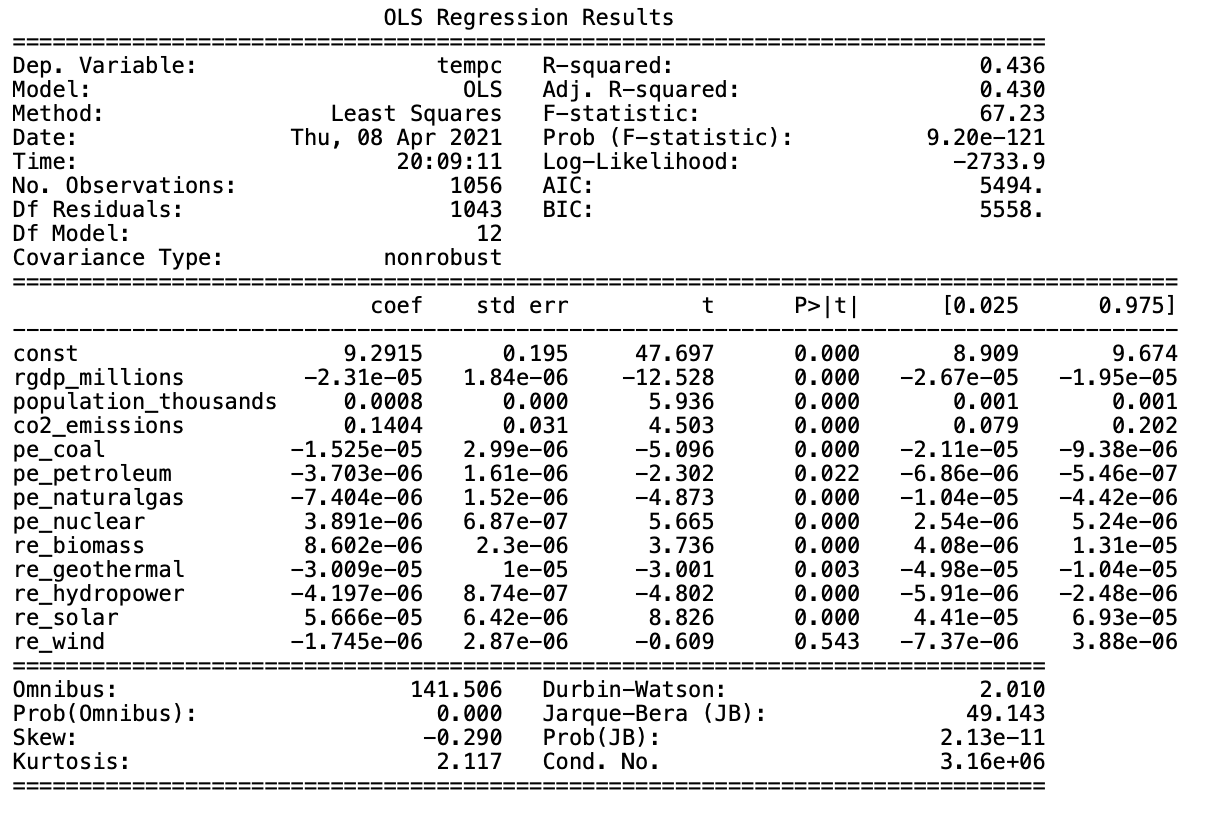 OLS Regression Results
==============================================================================
Dep. Variable: tempc R-squared: 0.436
Model: OLS Adj. R-squared: 0.430
Method: Least Squares F-statistic: 67.23
Date: Thu, 08 Apr 2021 Prob (F-statistic): 9.20e-121
Time: 20:09:11 Log-Likelihood: -2733.9
No. Observations: 1056 AIC: 5494.
Df Residuals: 1043 BIC: 5558.
Df Model: 12
Covariance Type: nonrobust
========================================================================================
coef std err t P>|t| [0.025 0.975]
----------------------------------------------------------------------------------------
const 9.2915 0.195 47.697 0.000 8.909 9.674
rgdp_millions -2.31e-05 1.84e-06 -12.528 0.000 -2.67e-05 -1.95e-05
population_thousands 0.0008 0.000 5.936 0.000 0.001 0.001
co2_emissions 0.1404 0.031 4.503 0.000 0.079 0.202
pe_coal -1.525e-05 2.99e-06 -5.096 0.000 -2.11e-05 -9.38e-06
pe_petroleum -3.703e-06 1.61e-06 -2.302 0.022 -6.86e-06 -5.46e-07
pe_naturalgas -7.404e-06 1.52e-06 -4.873 0.000 -1.04e-05 -4.42e-06
pe_nuclear 3.891e-06 6.87e-07 5.665 0.000 2.54e-06 5.24e-06
re_biomass 8.602e-06 2.3e-06 3.736 0.000 4.08e-06 1.31e-05
re_geothermal -3.009e-05 1e-05 -3.001 0.003 -4.98e-05 -1.04e-05
re_hydropower -4.197e-06 8.74e-07 -4.802 0.000 -5.91e-06 -2.48e-06
re_solar 5.666e-05 6.42e-06 8.826 0.000 4.41e-05 6.93e-05
re_wind -1.745e-06 2.87e-06 -0.609 0.543 -7.37e-06 3.88e-06
==============================================================================
Omnibus: 141.506 Durbin-Watson: 2.010
Prob(Omnibus): 0.000 Jarque-Bera (JB): 49.143
Skew: -0.290 Prob(JB): 2.13e-11
Kurtosis: 2.117 Cond. No. 3.16e+06
==============================================================================